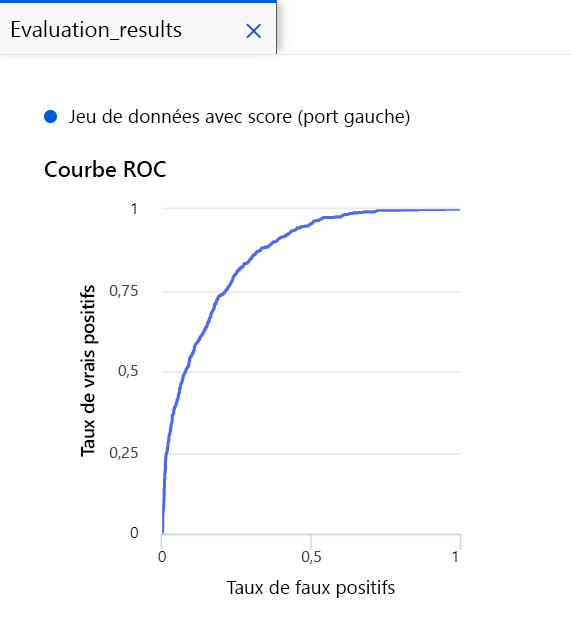 Evaluation_results
Jeu de données avec score (port gauche)
Courbe ROC
1
0,75
0,5
0,25
0
Taux de vrais positifs
0 0,5 1
Taux de faux positifs